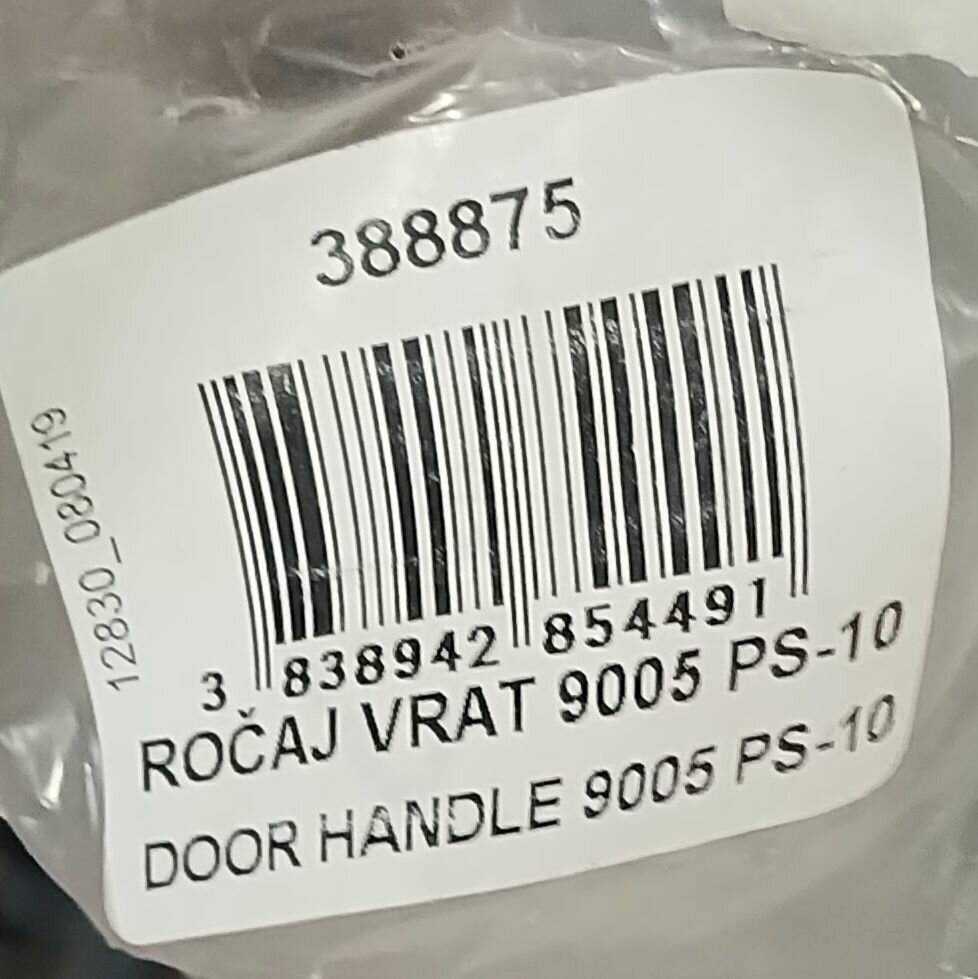 388875
12830_080419
3 838942 854491
ROČAJ VRAT 9005 PS-10
DOOR HANDLE 9005 PS-10